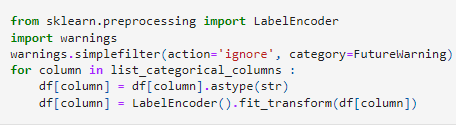 from sklearn.preprocessing import LabelEncoder
import warnings
warnings.simplefilter(action='ignore', category=FutureWarning)
for column in list_categorical_columns :
    df[column] = df[column].astype(str)
    df[column] = LabelEncoder().fit_transform(df[column])